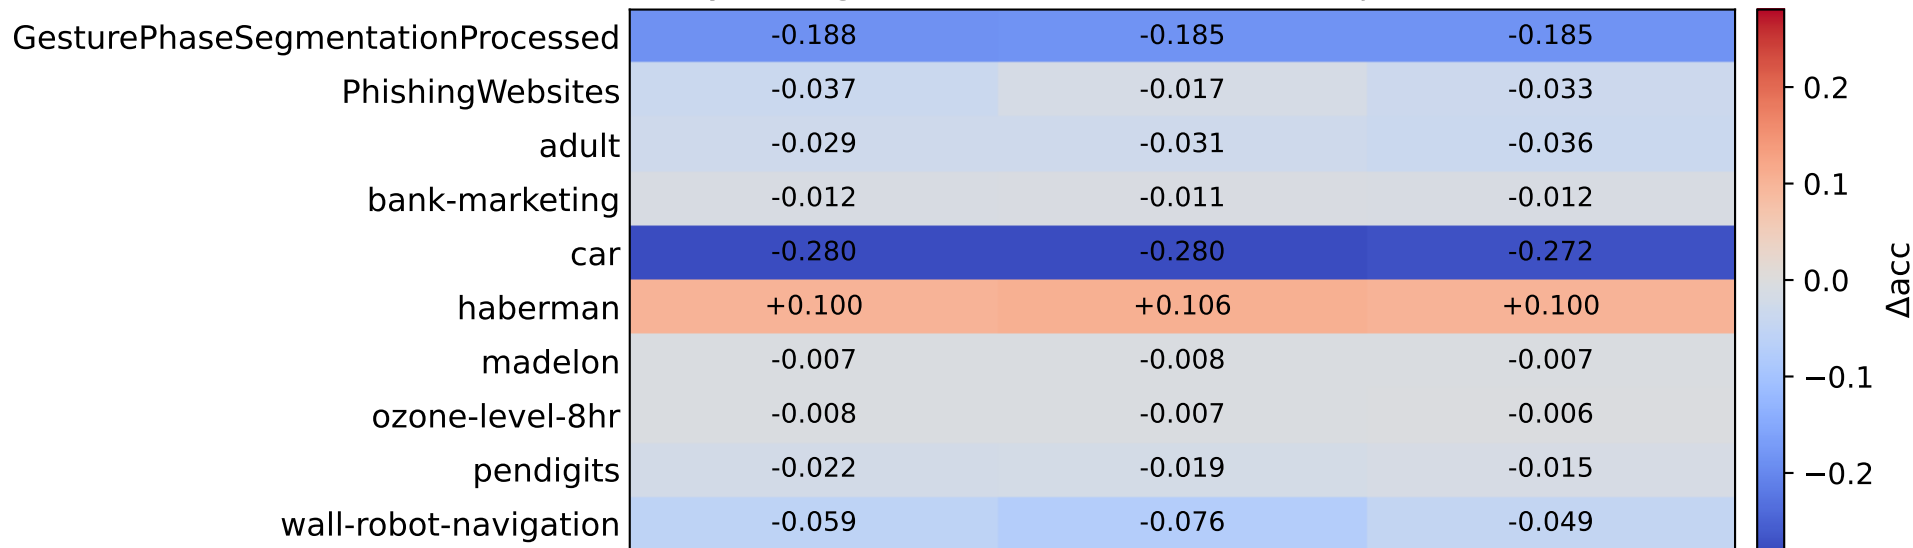 GesturePhaseSegmentationProcessed -0.188 -0.185 -0.185
PhishingWebsites -0.037 -0.017 -0.033
adult -0.029 -0.031 -0.036
bank-marketing -0.012 -0.011 -0.012
car -0.280 -0.280 -0.272
haberman +0.100 +0.106 +0.100
madelon -0.007 -0.008 -0.007
ozone-level-8hr -0.008 -0.007 -0.006
pendigits -0.022 -0.019 -0.015
wall-robot-navigation -0.059 -0.076 -0.049
0.2
0.1
0.0
−0.1
−0.2
Δacc